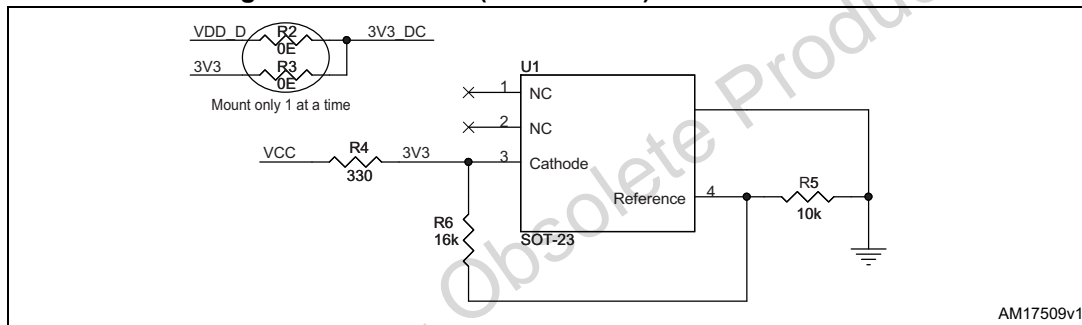 VDD_D R2 3V3_DC
0E
3V3 R3
0E
Mount only 1 at a time
U1
1 NC
2 NC
VCC R4 3V3 3 Cathode
330
Reference 4 R5
10k
R6
16k
SOT-23
AM17509v1
Obsolete Produc